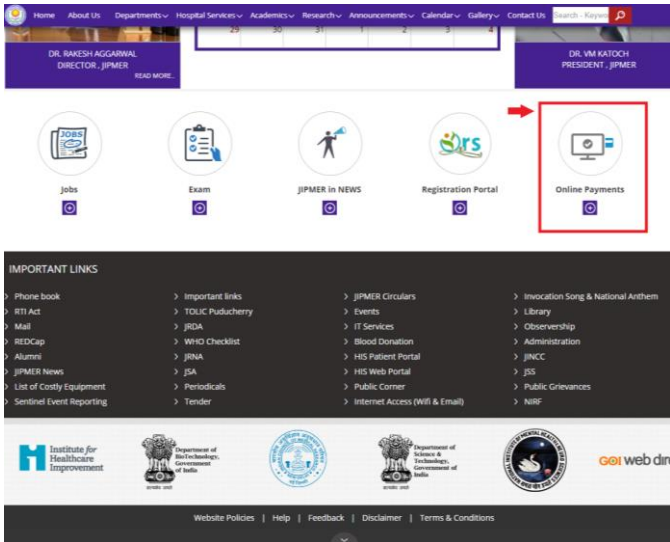 Home About Us Departments Hospital Services Academics Research Announcements Calendar Gallery Contact Us Search - Keywo
29 30 31 1 2 3 4
DR. RAKESH AGGARWAL
DIRECTOR , JIPMER
READ MORE..
DR. VM KATOCH
PRESIDENT , JIPMER
JOBS
Ors
Jobs Exam JIPMER in NEWS Registration Portal Online Payments
IMPORTANT LINKS
Phone book Important links JIPMER Circulars Invocation Song & National Anthem
RTI Act TOLIC Puducherry Events Library
Mail JRDA IT Services Observership
REDCap WHO Checklist Blood Donation Administration
Alumni JRNA HIS Patient Portal JINCC
JIPMER News JSA HIS Web Portal JSS
List of Costly Equipment Periodicals Public Corner Public Grievances
Sentinel Event Reporting Tender Internet Access (Wifi & Email) NIRF
Institute for
Healthcare
Improvement
Department of
BioTechnology,
Government
of India
Department of
Science &
Technology,
Government of
India
GOI web dire
Website Policies | Help | Feedback | Disclaimer | Terms & Conditions